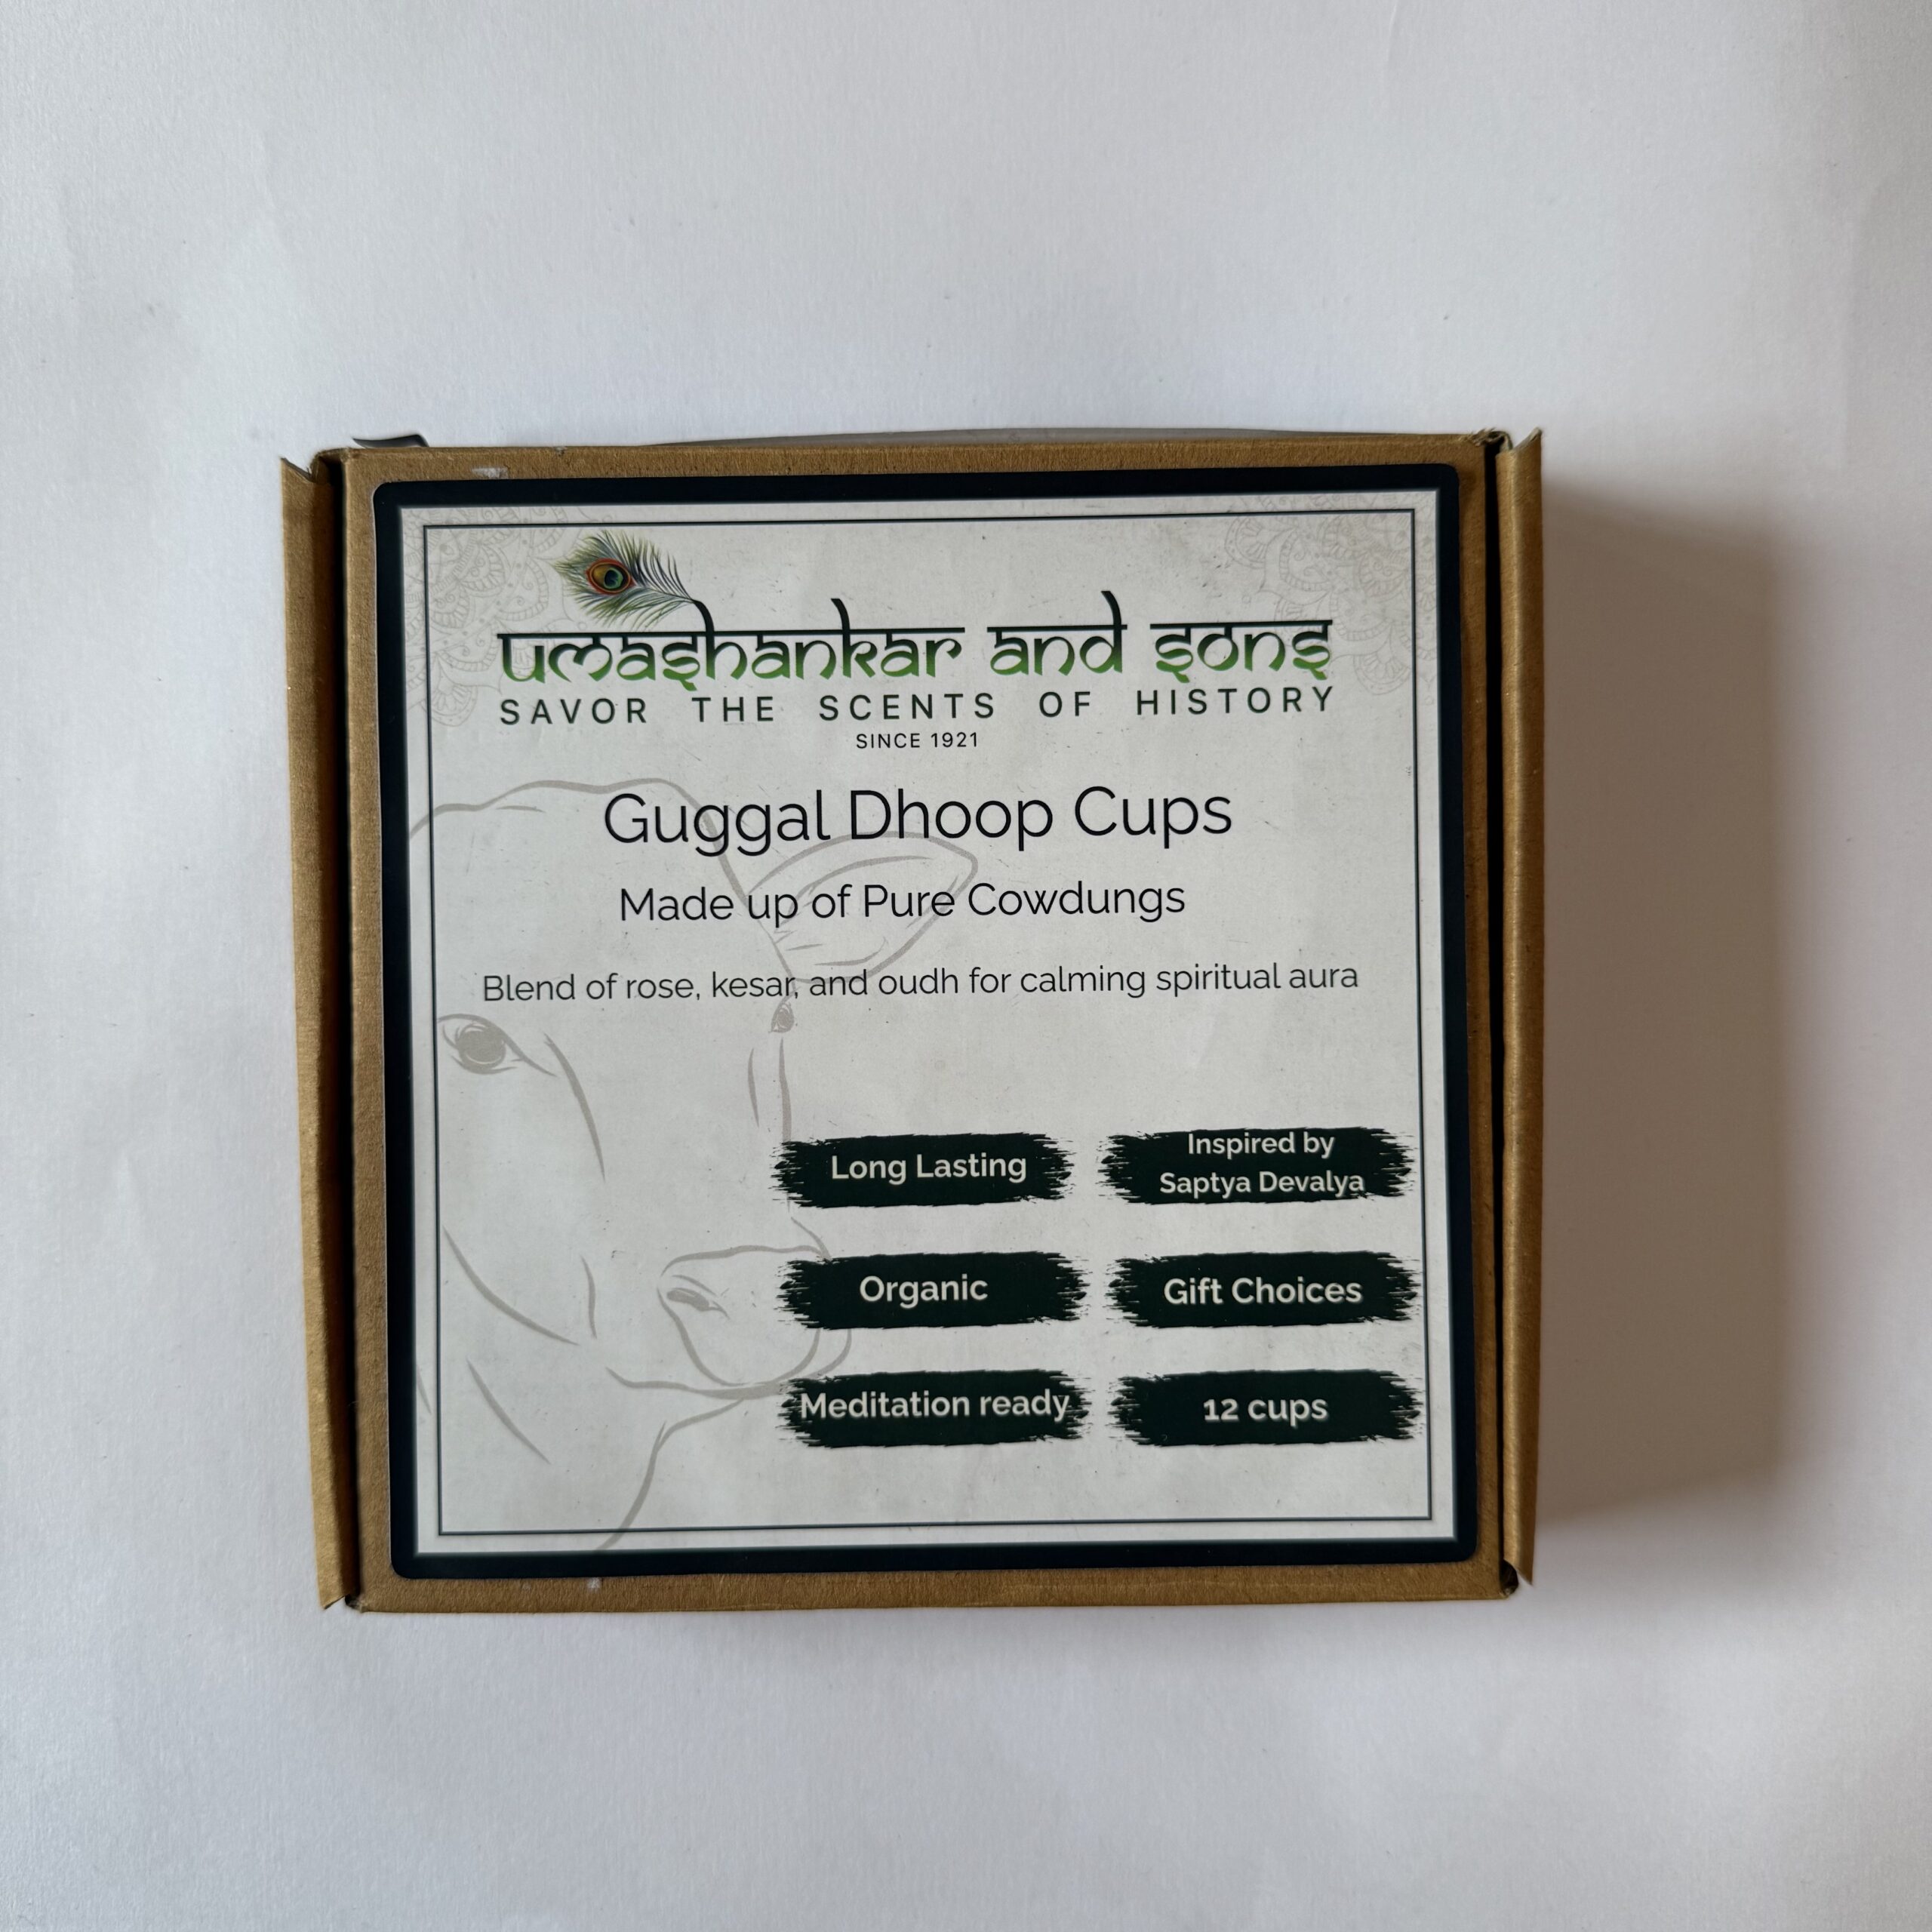 umashankar and sons
SAVOR THE SCENTS OF HISTORY
SINCE 1921
Guggal Dhoop Cups
Made up of Pure Cowdungs
Blend of rose, kesar, and oudh for calming spiritual aura
Long Lasting
Inspired by
Saptya Devalya
Organic
Gift Choices
Meditation ready
12 cups